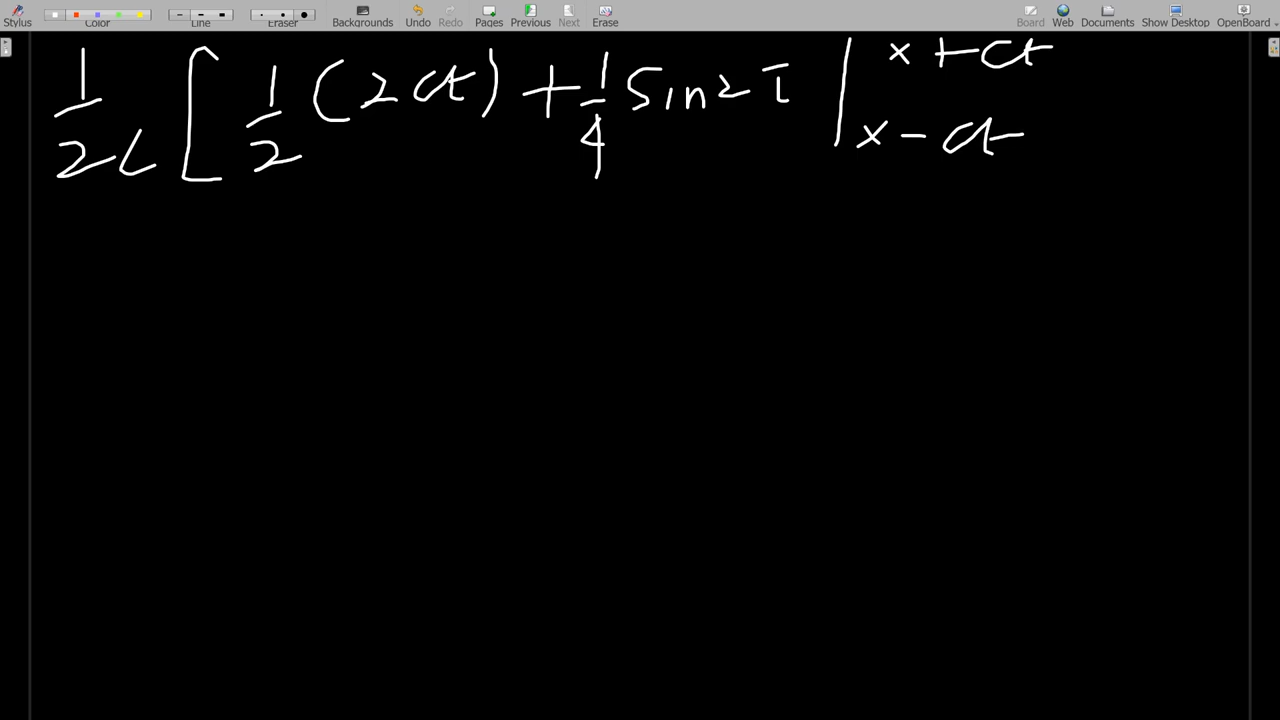 Stylus Color Line Eraser Backgrounds Undo Redo Pages Previous Next Erase Board Web Documents Show Desktop OpenBoard
1/2c [ 1/2 (2ct) + 1/4 Sin2τ |_{x-ct}^{x+ct}